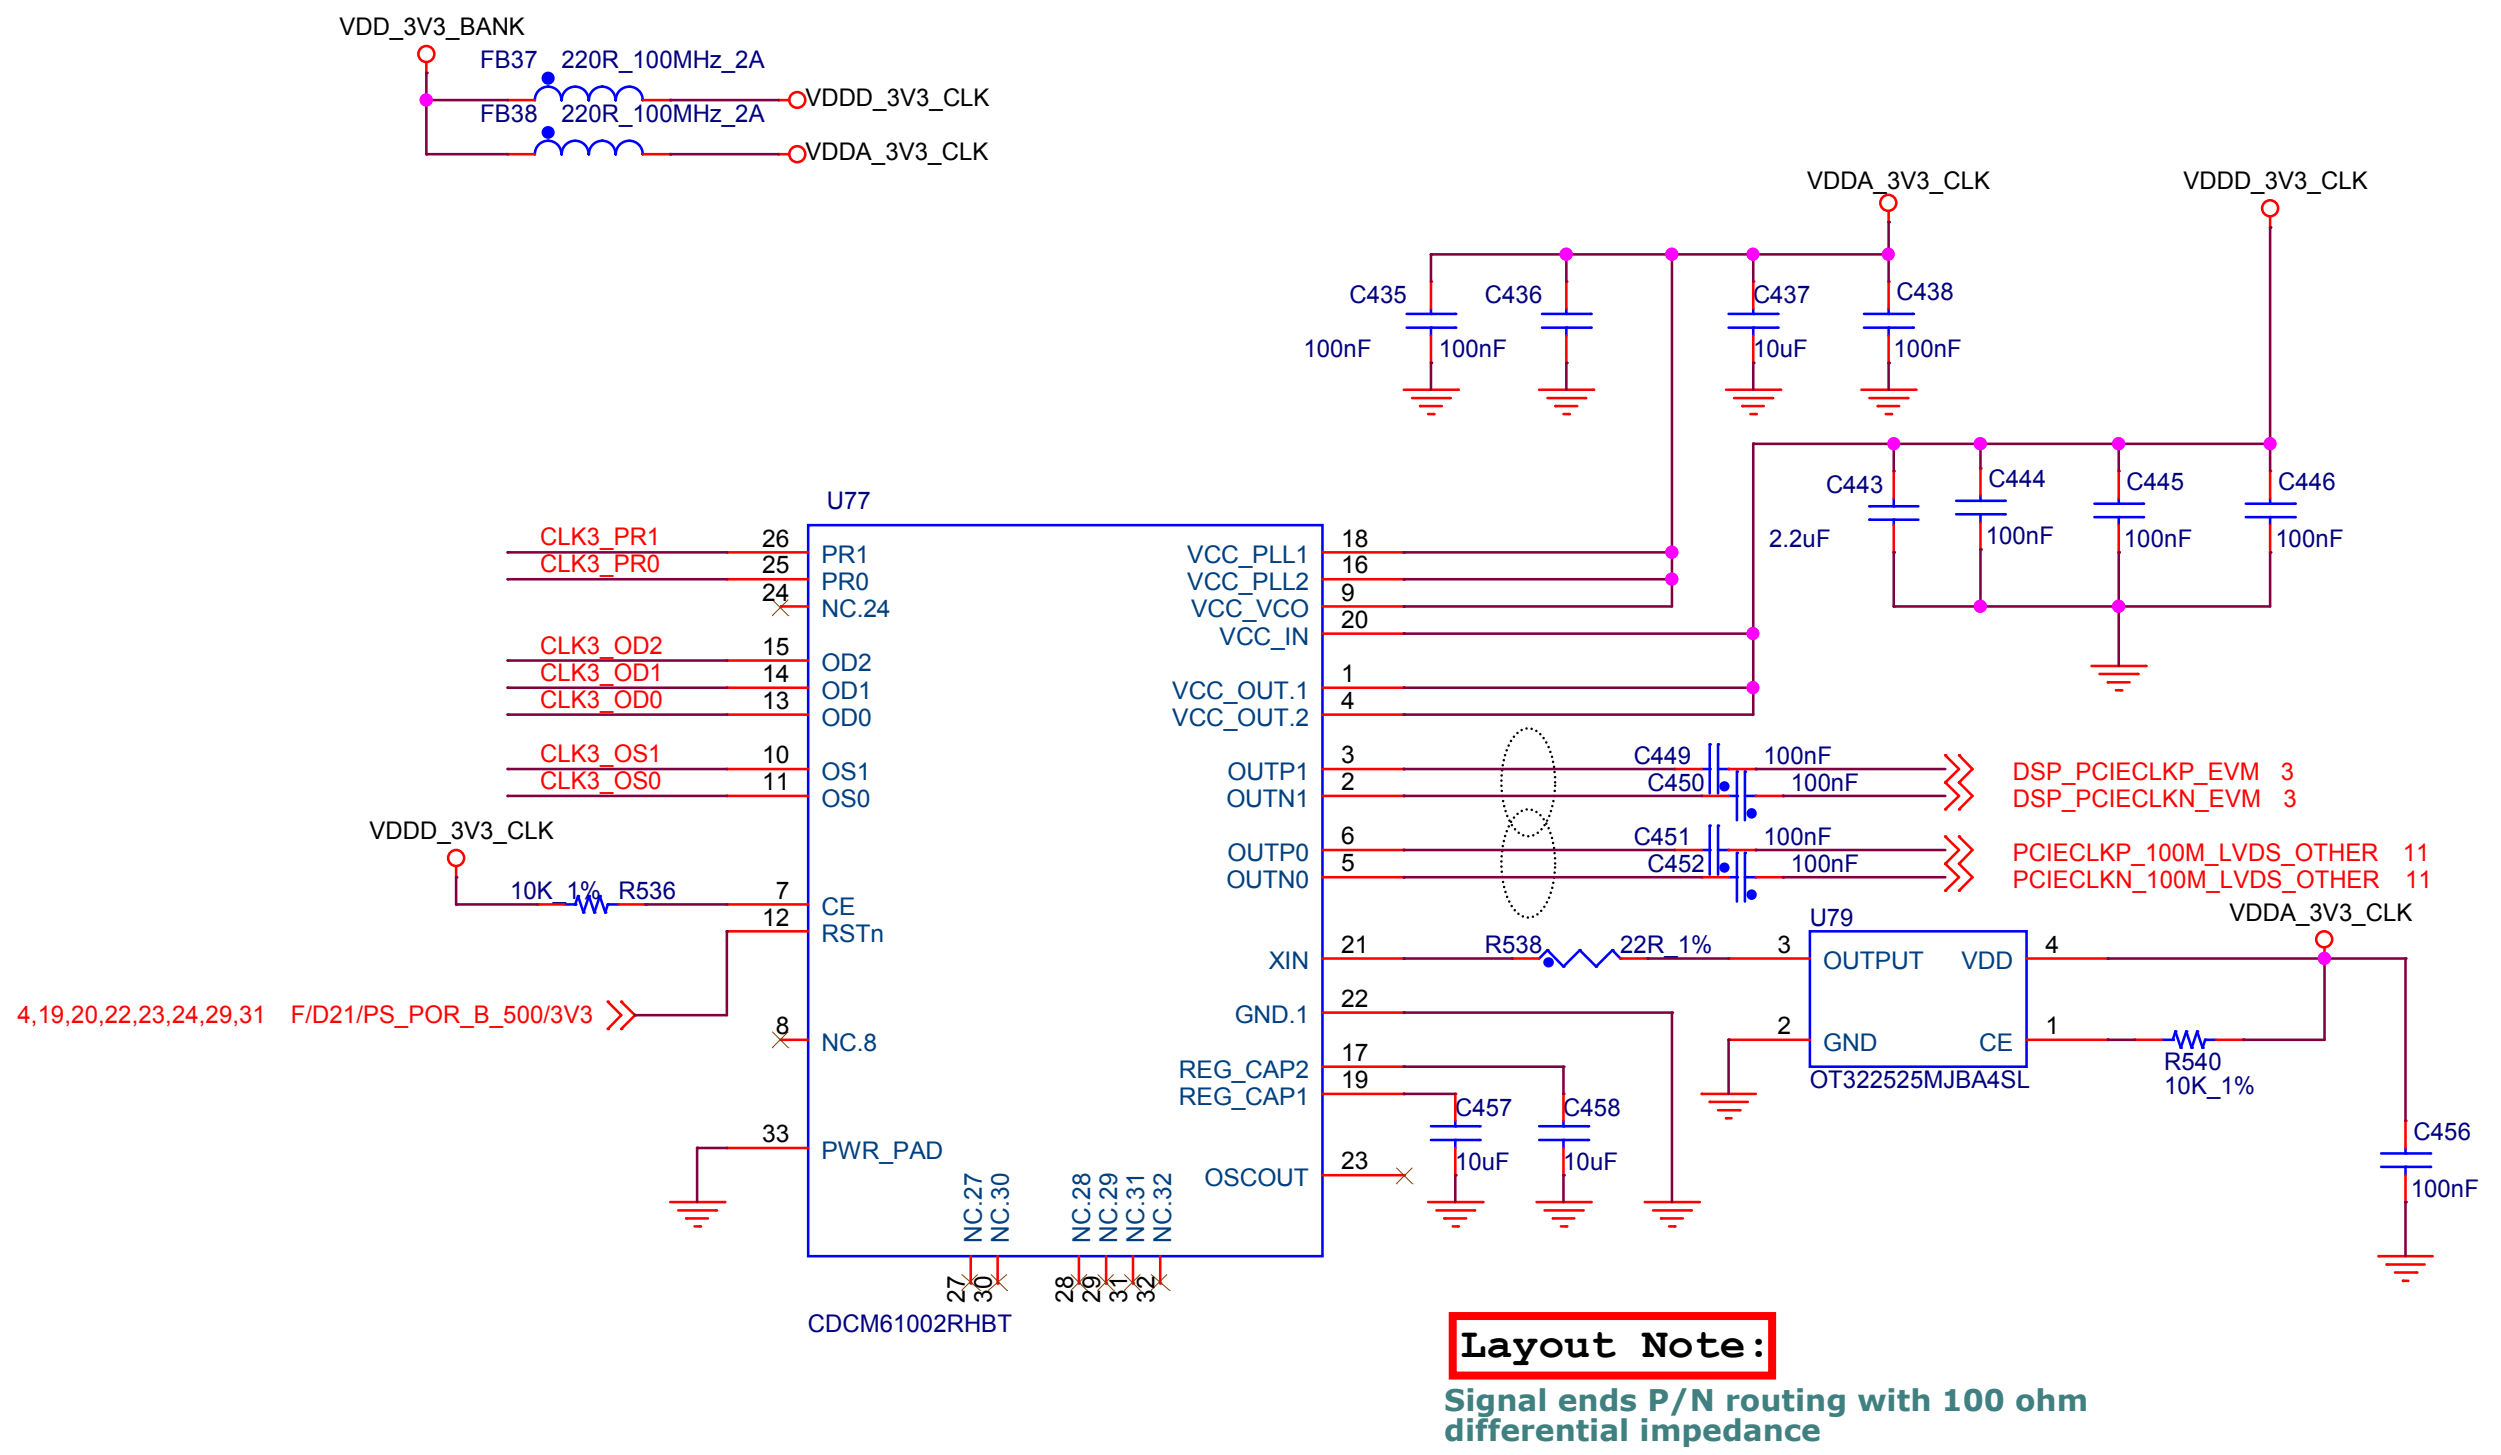 VDD_3V3_BANK
FB37 220R_100MHz_2A
VDDD_3V3_CLK
FB38 220R_100MHz_2A
VDDA_3V3_CLK
VDDA_3V3_CLK
VDDD_3V3_CLK
C435
C436
C437
C438
100nF
100nF
10uF
100nF
C443
C444
C445
C446
2.2uF
100nF
100nF
100nF
U77
CLK3_PR1 26 PR1
CLK3_PR0 25 PR0
24 NC.24
CLK3_OD2 15 OD2
CLK3_OD1 14 OD1
CLK3_OD0 13 OD0
CLK3_OS1 10 OS1
CLK3_OS0 11 OS0
VDDD_3V3_CLK
10K_1% R536 7 CE
12 RSTn
4,19,20,22,23,24,29,31 F/D21/PS_POR_B_500/3V3
8 NC.8
33 PWR_PAD
NC.27
NC.30
NC.28
NC.29
NC.31
NC.32
27
30
28
29
31
32
CDCM61002RHBT
VCC_PLL1 18
VCC_PLL2 16
VCC_VCO 9
VCC_IN 20
VCC_OUT.1 1
VCC_OUT.2 4
OUTP1 3 C449 100nF DSP_PCIECLKP_EVM 3
OUTN1 2 C450 100nF DSP_PCIECLKN_EVM 3
OUTP0 6 C451 100nF PCIECLKP_100M_LVDS_OTHER 11
OUTN0 5 C452 100nF PCIECLKN_100M_LVDS_OTHER 11
XIN 21 R538 22R_1%
GND.1 22
REG_CAP2 17
REG_CAP1 19
C457
C458
10uF
10uF
OSCOUT 23
U79
VDDA_3V3_CLK
3 OUTPUT VDD 4
2 GND CE 1
OT322525MJBA4SL
R540
10K_1%
C456
100nF
Layout Note:
Signal ends P/N routing with 100 ohm
differential impedance